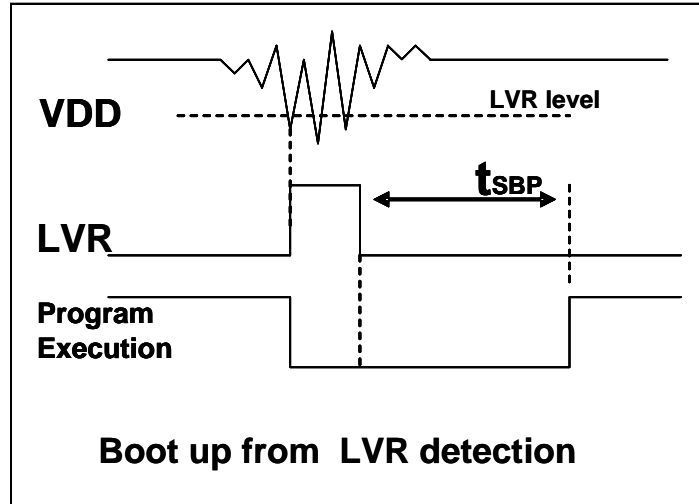 LVR level
VDD
tSBP
LVR
Program
Execution
Boot up from LVR detection